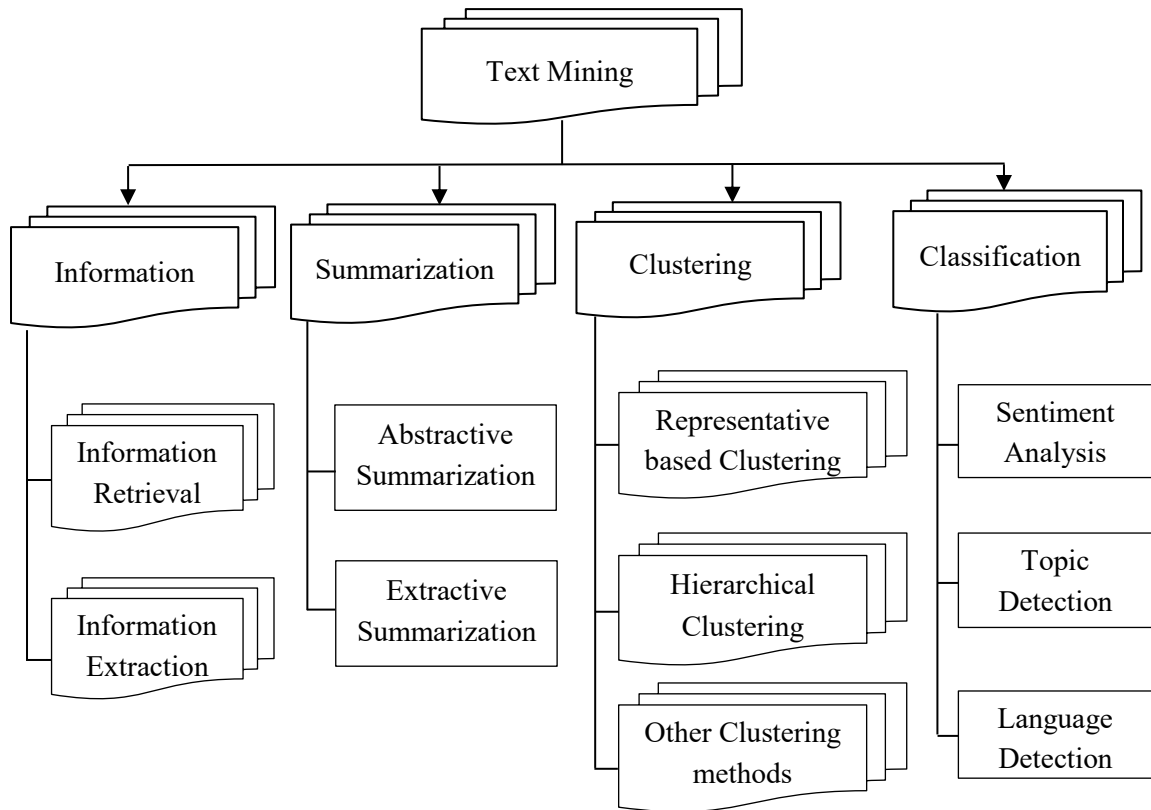 Text Mining
Information
Summarization
Clustering
Classification
Information
Retrieval
Information
Extraction
Abstractive
Summarization
Extractive
Summarization
Representative
based Clustering
Hierarchical
Clustering
Other Clustering
methods
Sentiment
Analysis
Topic
Detection
Language
Detection